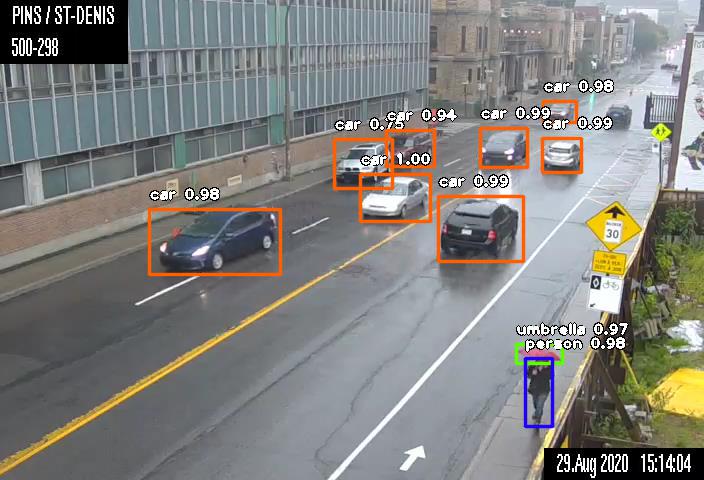 PINS / ST-DENIS
500-298
car 0.98
car 0.94
car 0.99
car 0.75
car 0.99
car 1.00
car 0.99
car 0.98
30
umbrella 0.97
person 0.98
29.Aug 2020 15:14:04